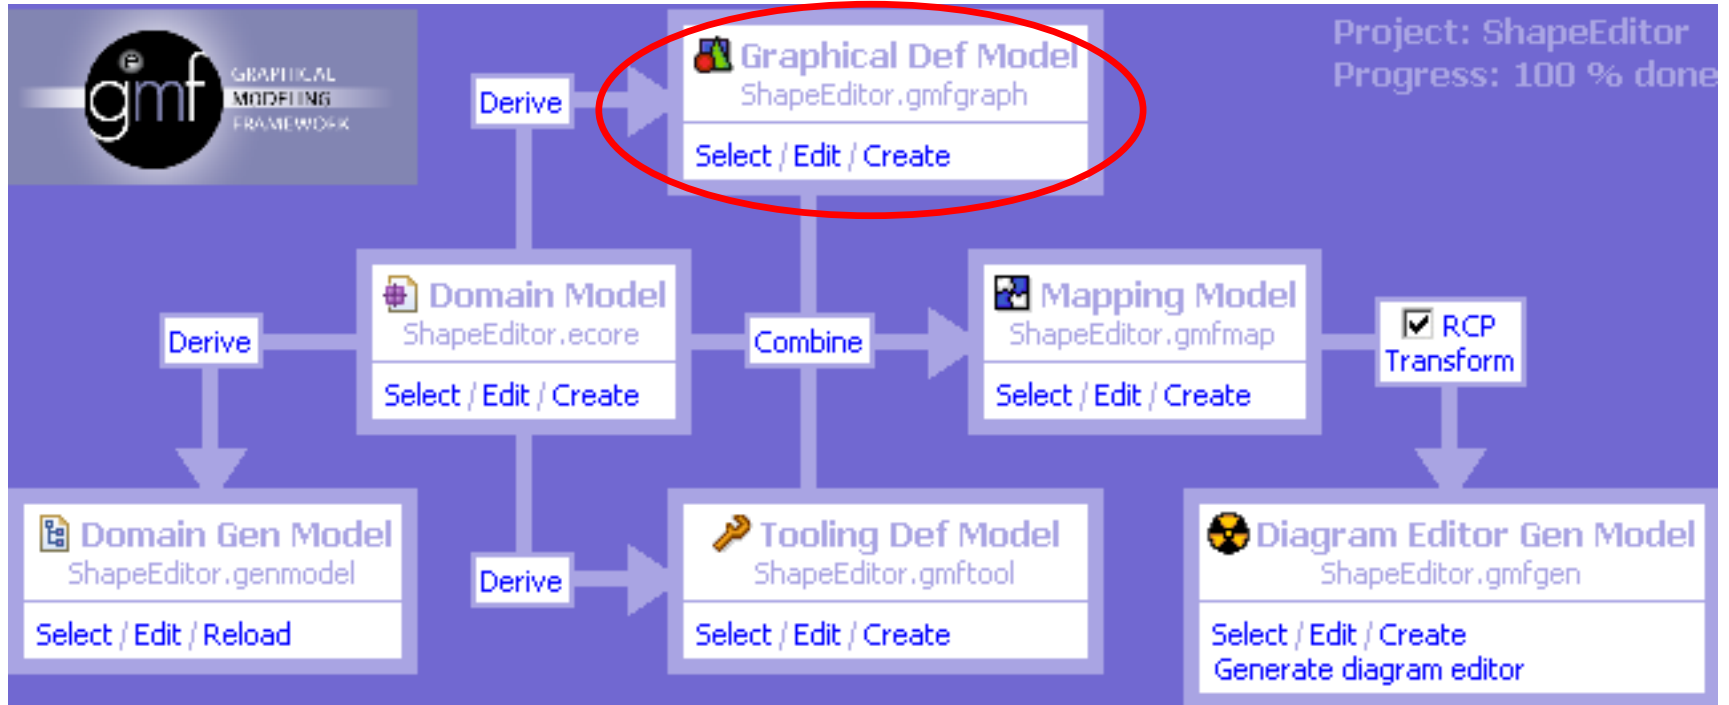 e
gmf
GRAPHICAL
MODELING
FRAMEWORK
Project: ShapeEditor
Progress: 100 % done
Derive
Graphical Def Model
ShapeEditor.gmfgraph
Select / Edit / Create
Derive
Domain Model
ShapeEditor.ecore
Select / Edit / Create
Combine
Mapping Model
ShapeEditor.gmfmap
Select / Edit / Create
RCP
Transform
Domain Gen Model
ShapeEditor.genmodel
Select / Edit / Reload
Derive
Tooling Def Model
ShapeEditor.gmftool
Select / Edit / Create
Diagram Editor Gen Model
ShapeEditor.gmfgen
Select / Edit / Create
Generate diagram editor